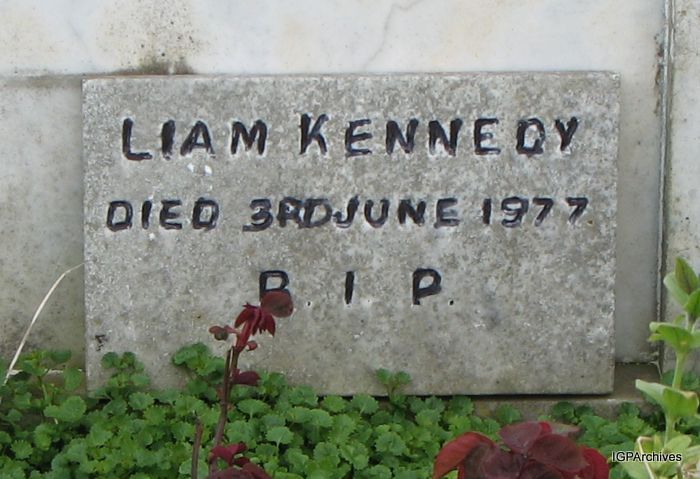 LIAM KENNEDY
DIED 3RD JUNE 1977
R. I P.
IGPArchives